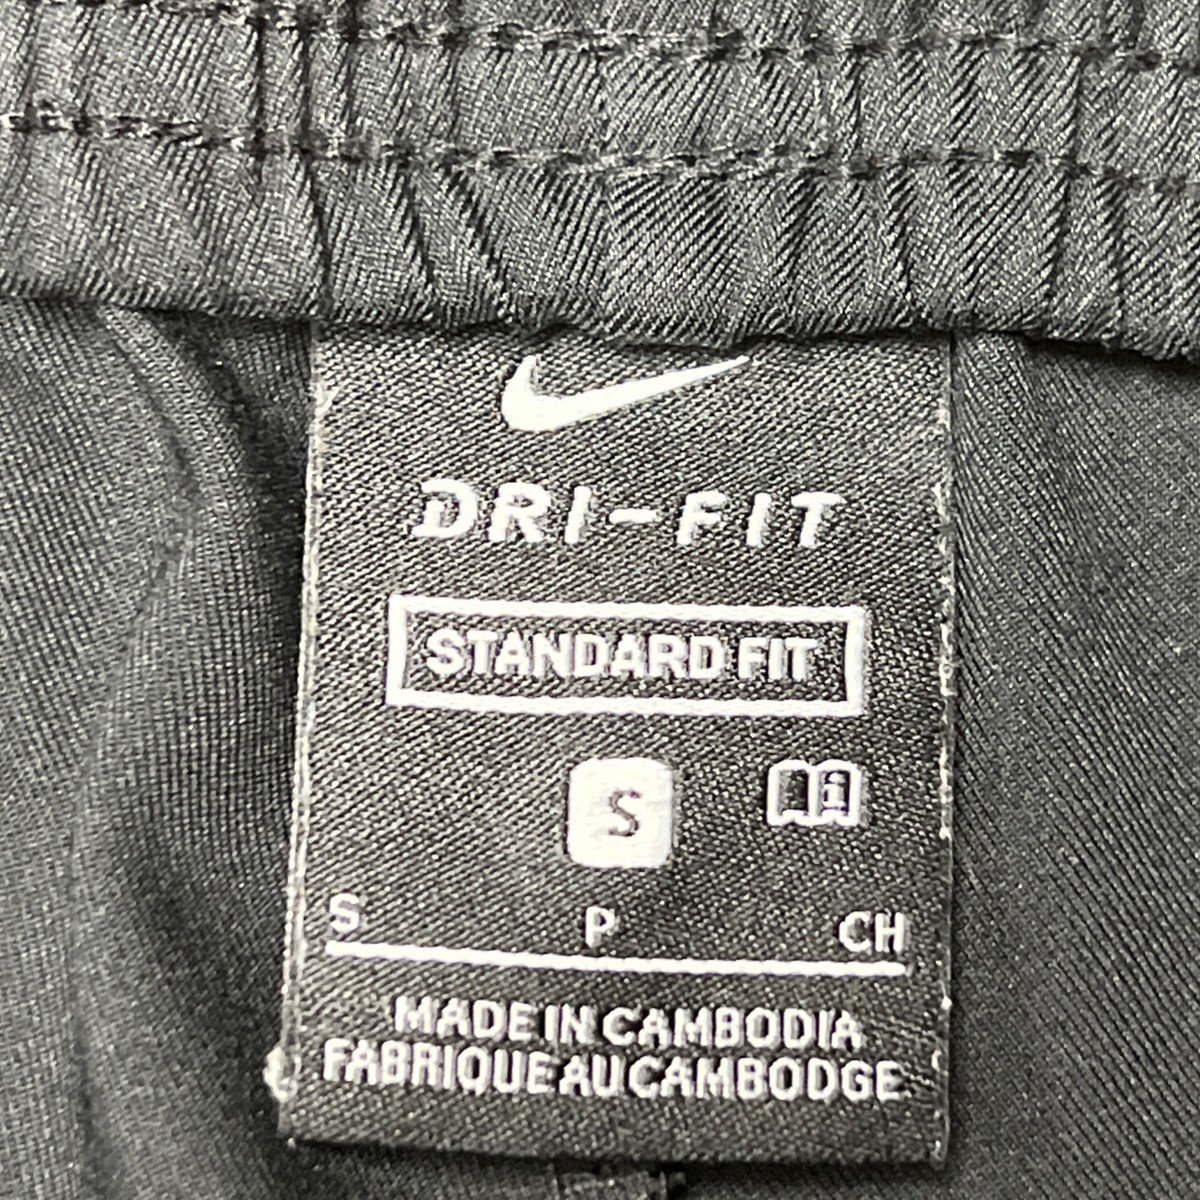 DRI-FIT
STANDARD FIT
S
i
S P CH
MADE IN CAMBODIA
FABRIQUE AU CAMBODGE